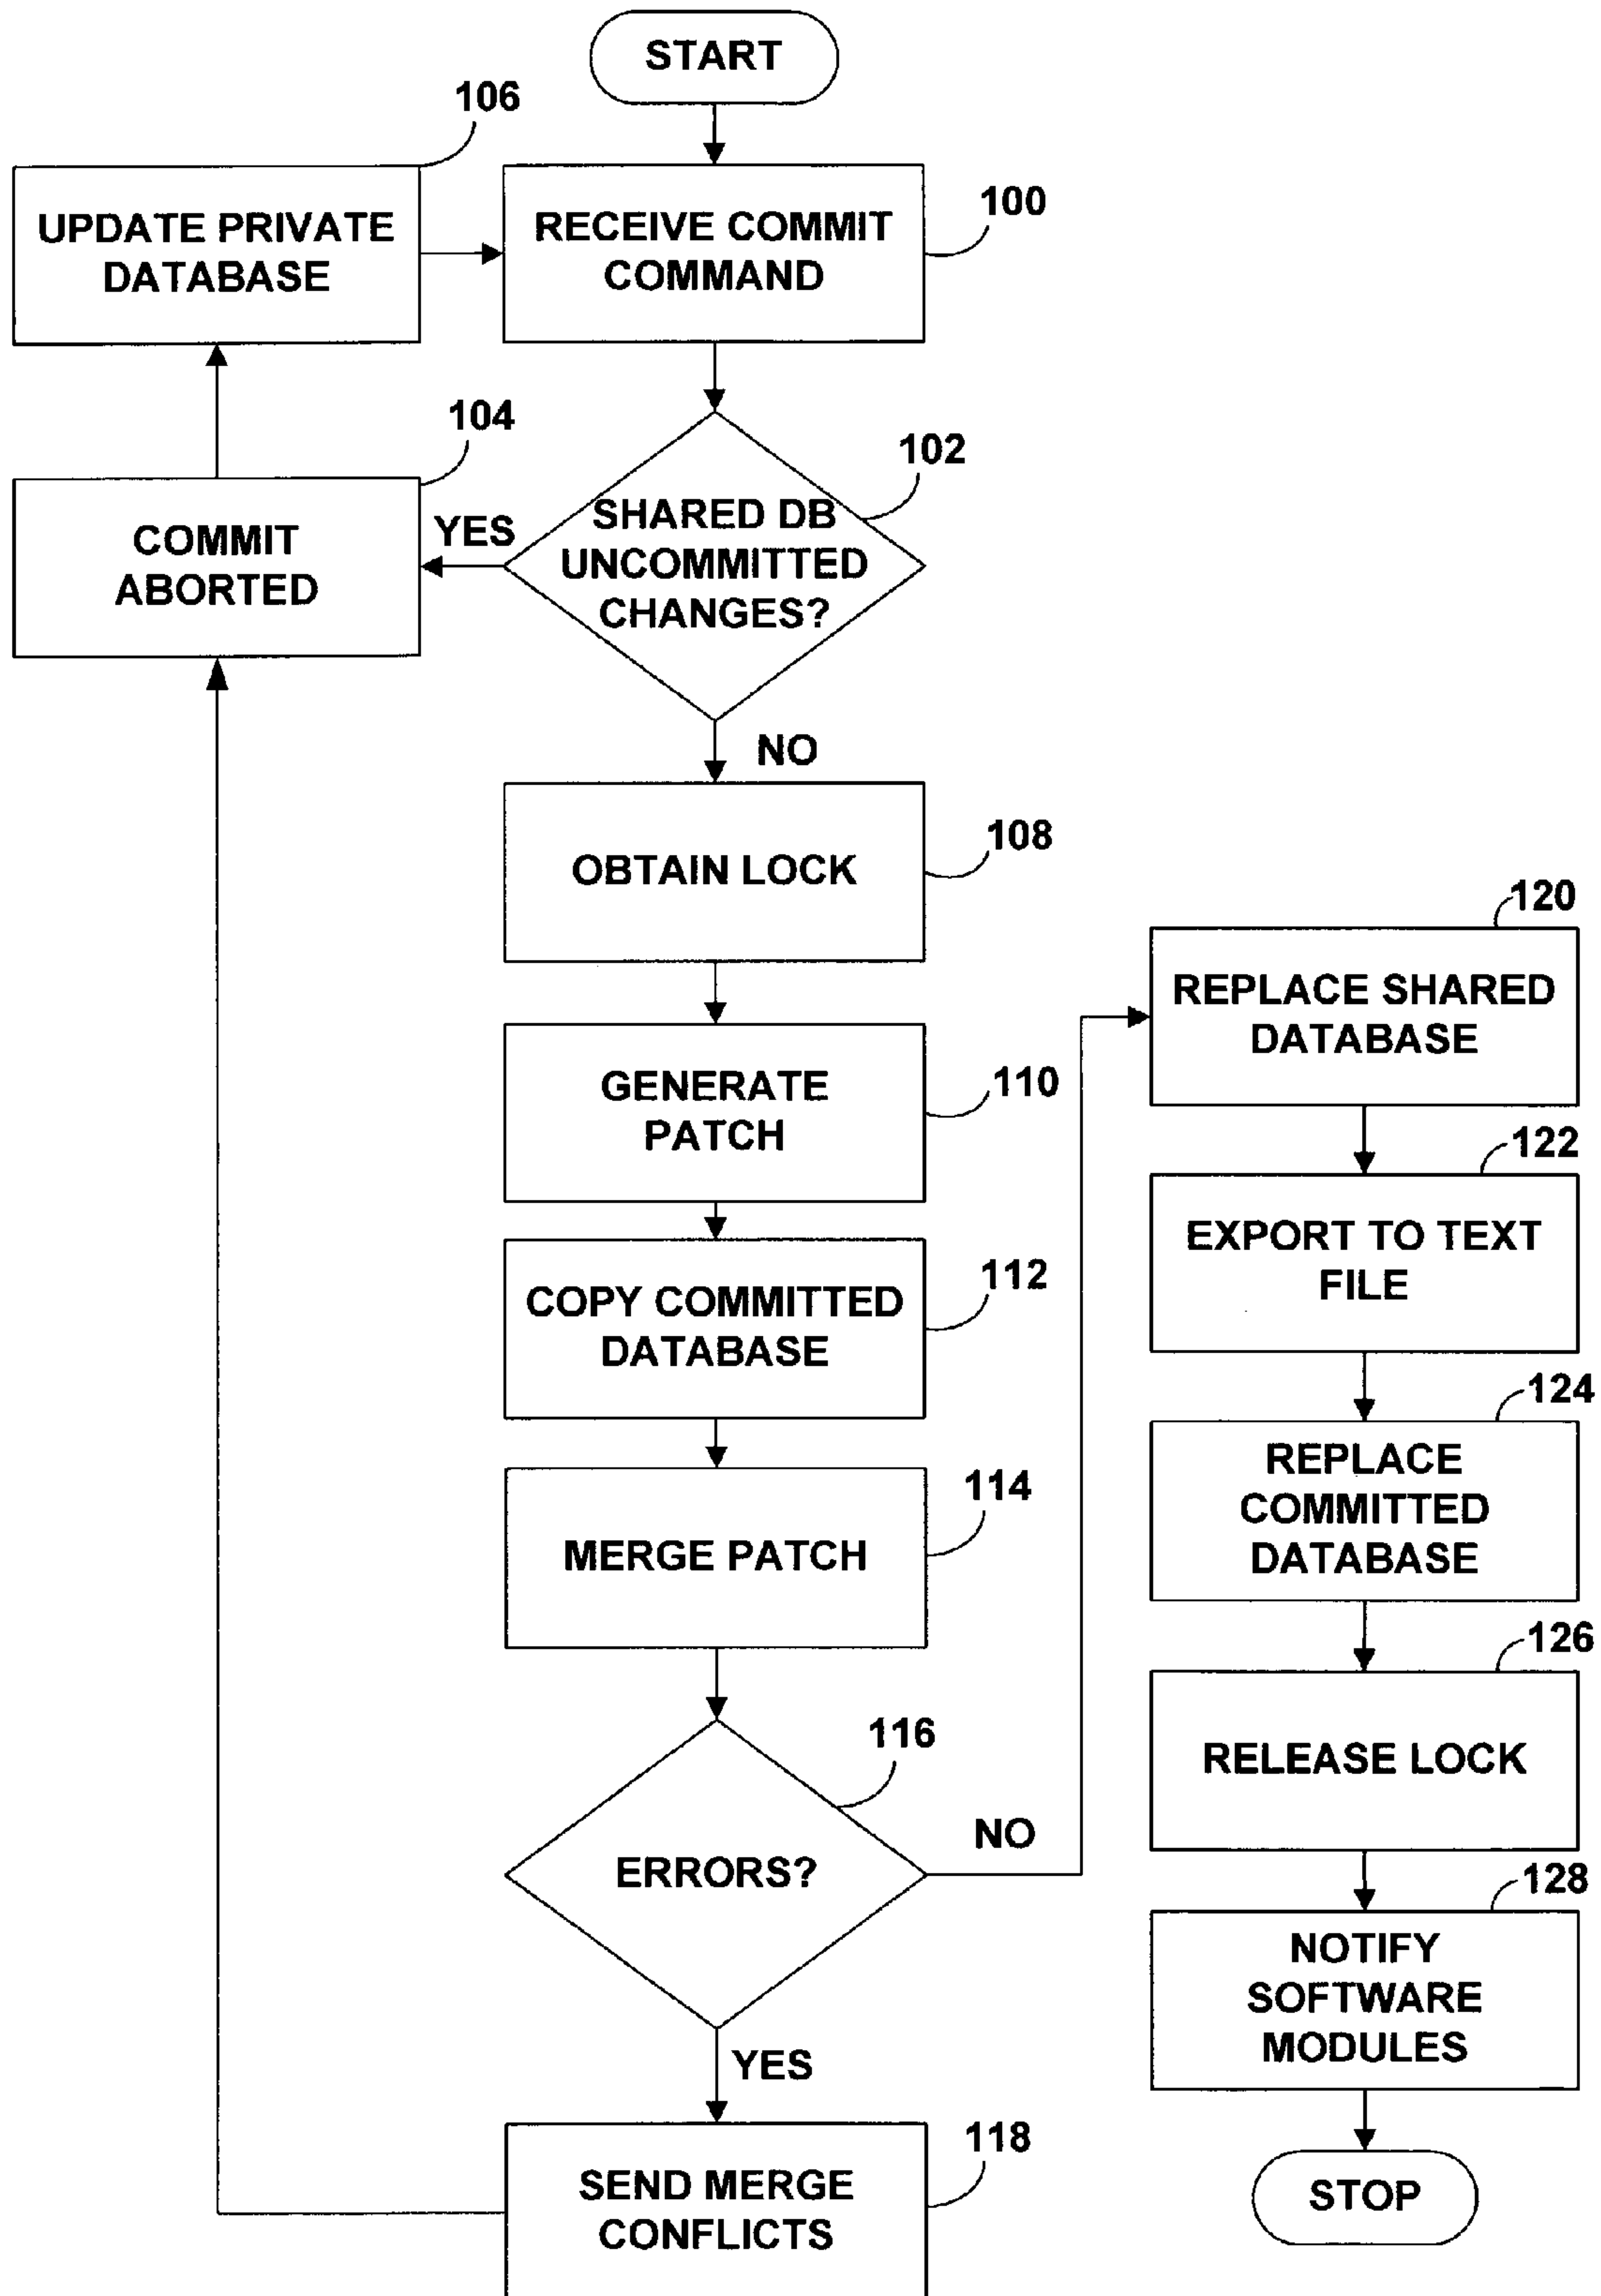 START
106
UPDATE PRIVATE
DATABASE
RECEIVE COMMIT
COMMAND
100
104
COMMIT
ABORTED
YES
102
SHARED DB
UNCOMMITTED
CHANGES?
NO
OBTAIN LOCK
108
GENERATE
PATCH
110
COPY COMMITTED
DATABASE
112
MERGE PATCH
114
ERRORS?
116
NO
YES
SEND MERGE
CONFLICTS
118
120
REPLACE SHARED
DATABASE
122
EXPORT TO TEXT
FILE
124
REPLACE
COMMITTED
DATABASE
126
RELEASE LOCK
128
NOTIFY
SOFTWARE
MODULES
STOP